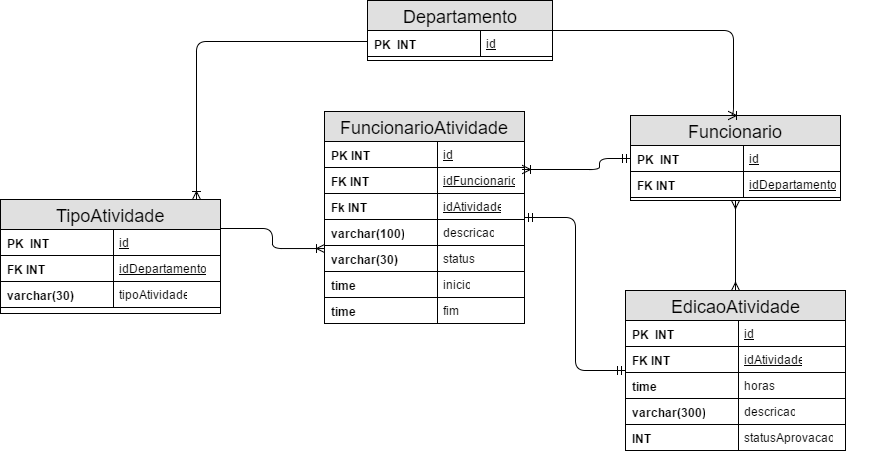 Departamento
PK INT id
FuncionarioAtividade
PK INT id
FK INT idFuncionario
Fk INT idAtividade
varchar(100) descricao
varchar(30) status
time inicio
time fim
Funcionario
PK INT id
FK INT idDepartamento
TipoAtividade
PK INT id
FK INT idDepartamento
varchar(30) tipoAtividade
EdicaoAtividade
PK INT id
FK INT idAtividade
time horas
varchar(300) descricao
INT statusAprovacao